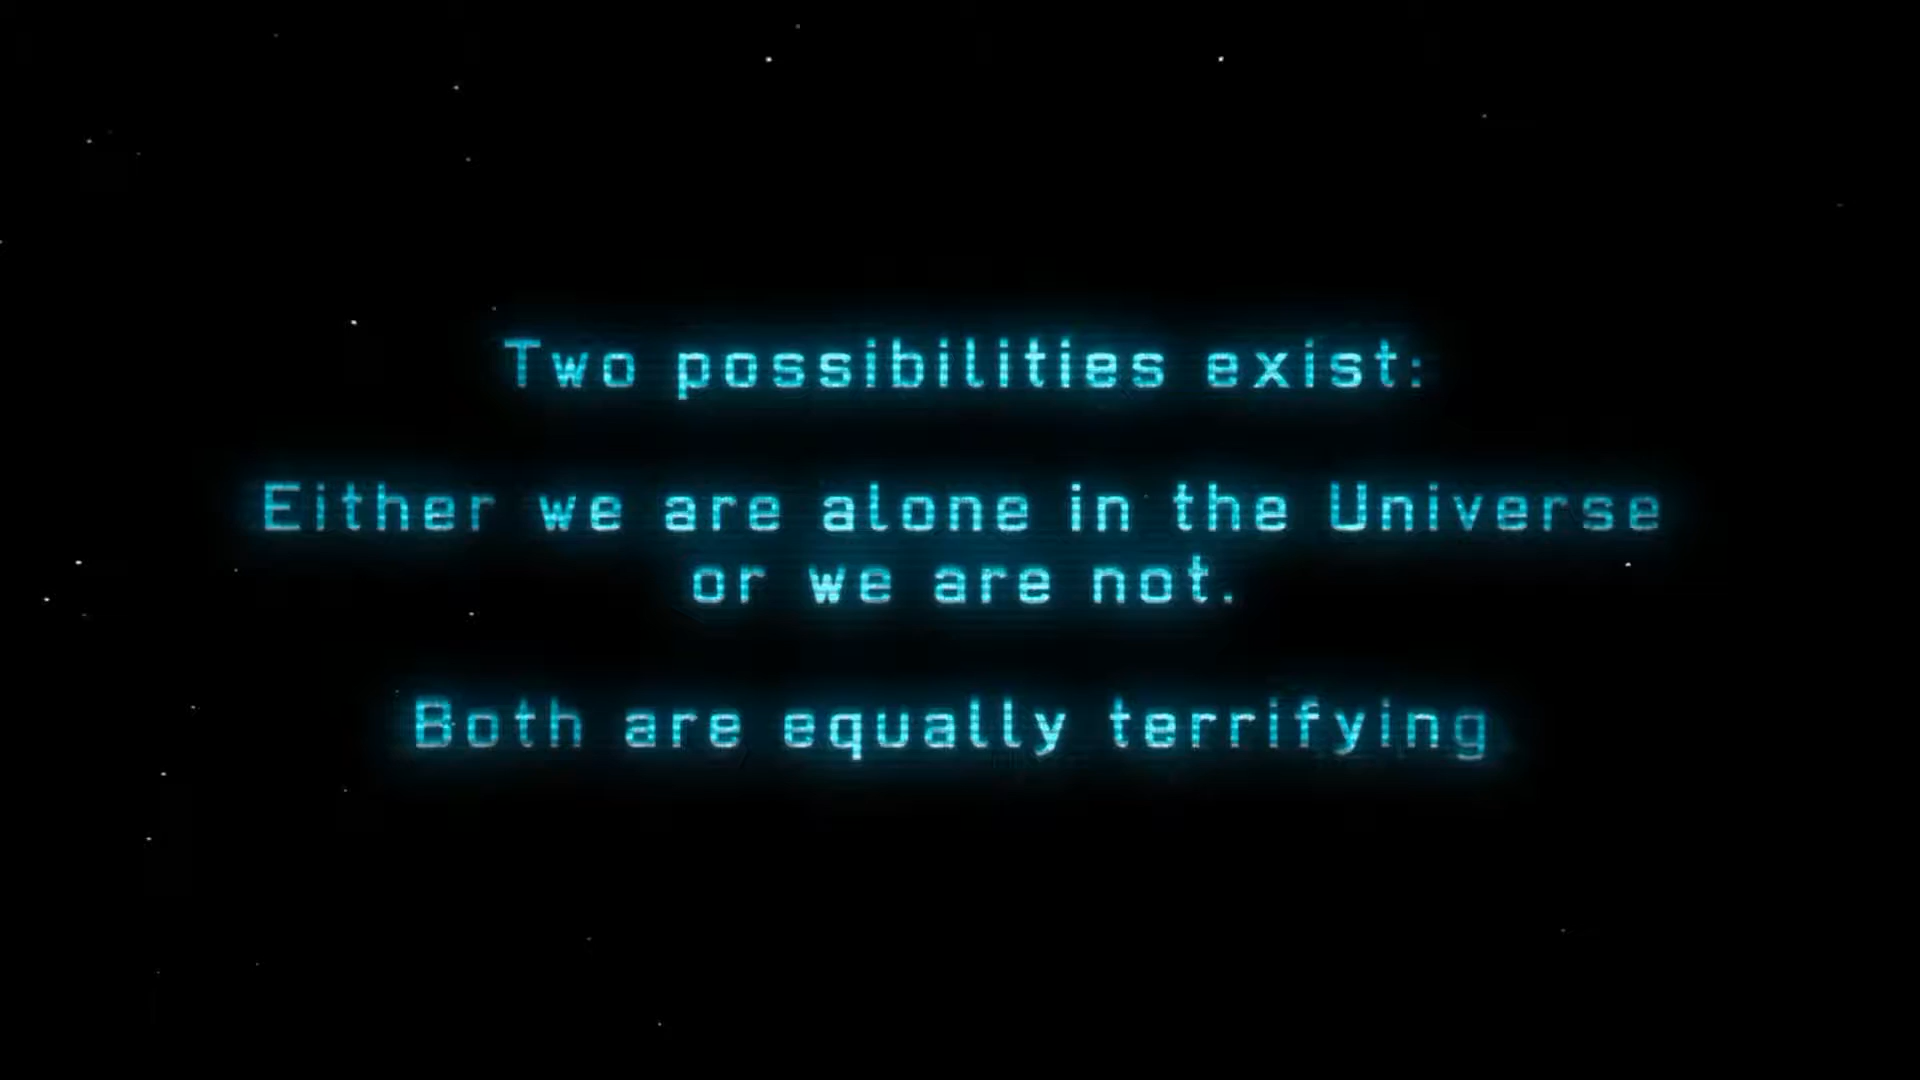 Two possibilities exist:
Either we are alone in the Universe
or we are not.
Both are equally terrifying